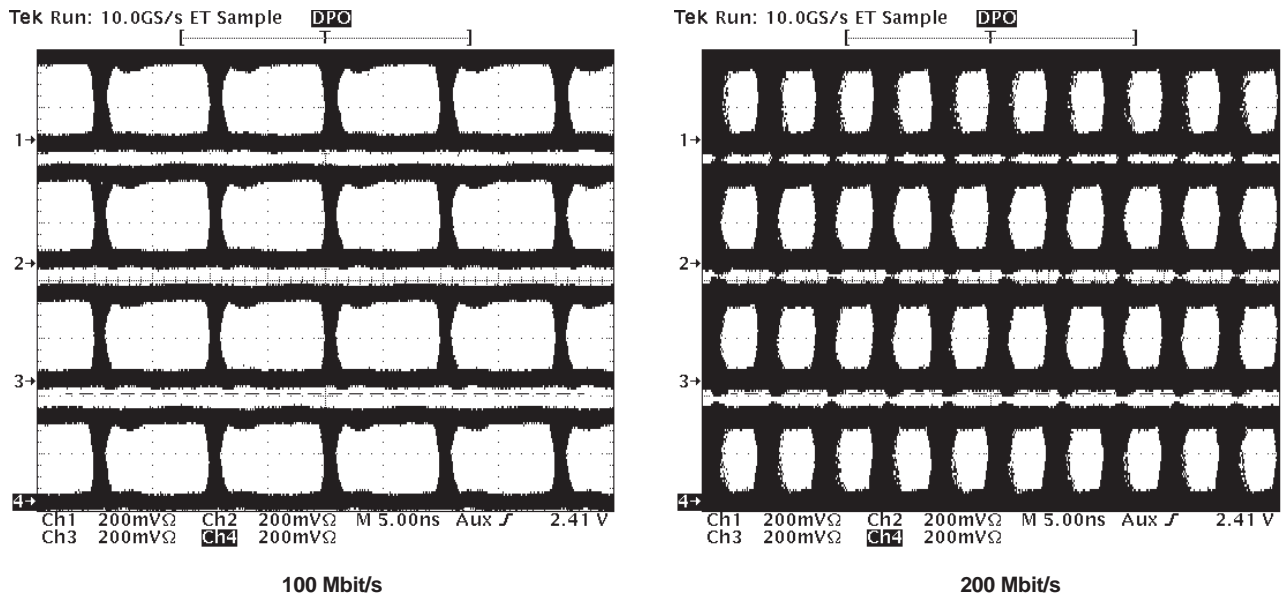 Tek Run: 10.0GS/s ET Sample DPO
1→
2→
3→
4→
Ch1 200mVΩ Ch2 200mVΩ M 5.00ns Aux ƒ 2.41 V
Ch3 200mVΩ Ch4 200mVΩ
100 Mbit/s
Tek Run: 10.0GS/s ET Sample DPO
1→
2→
3→
4→
Ch1 200mVΩ Ch2 200mVΩ M 5.00ns Aux ƒ 2.41 V
Ch3 200mVΩ Ch4 200mVΩ
200 Mbit/s